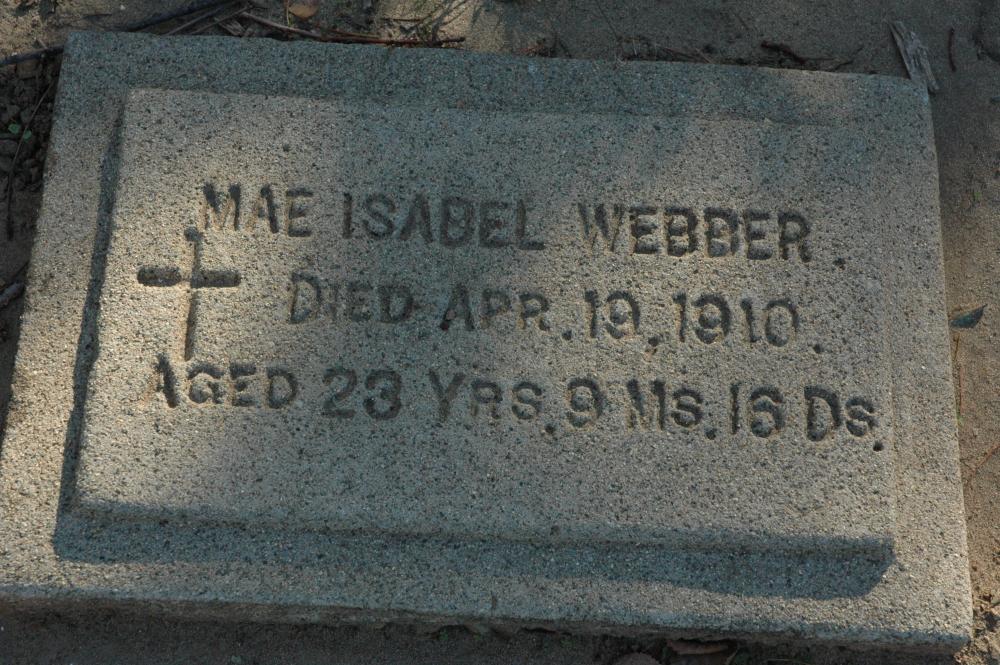 MAE ISABEL WEBBER.
DIED APR. 19, 1910.
AGED 23 YRS. 9 MS. 16 DS.